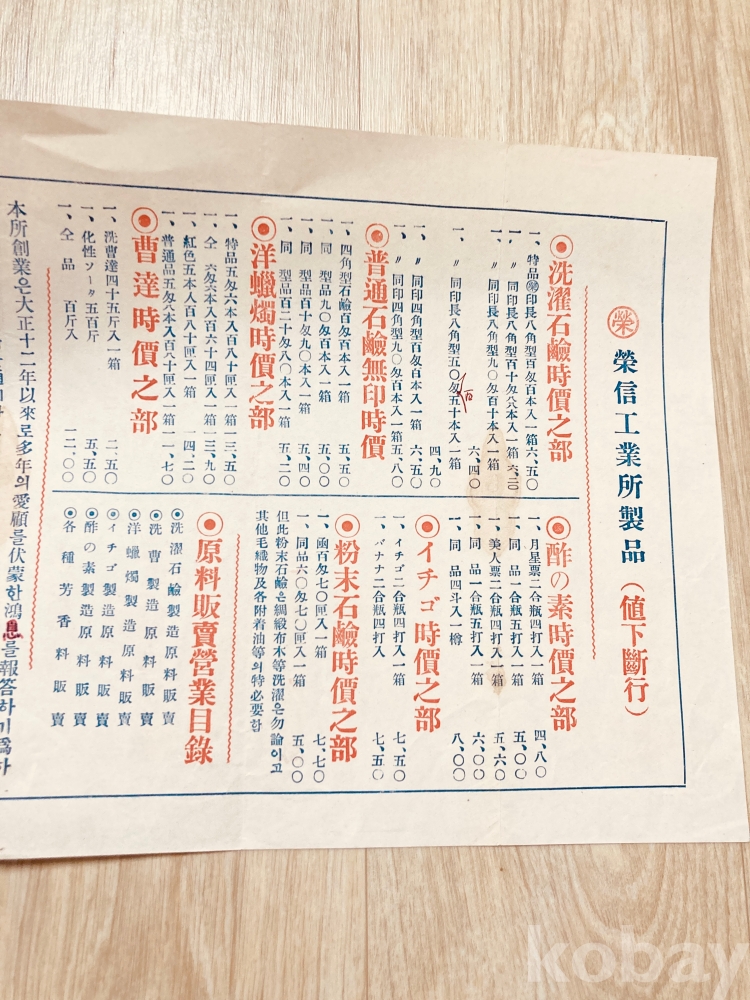 ㊕榮 榮信工業所製品（値下斷行）
◉洗濯石鹼時價之部
一、特品㊕印長八角型百匁百本入一箱 六、五〇
一、〃 同印長八角型百十匁八本入一箱 六、二〇
一、〃 同印長八角型九〇匁百十本入一箱
一、〃 同印長八角型五〇匁五十本入一箱 六、四〇
百
一、〃 同印四角型百匁百本入一箱 四、九〇
一、〃 同印四角型九〇匁百本入一箱 五、八〇
◉普通石鹼無印時價
一、四角型石鹼百匁百本入一箱 五、五〇
一、同 型品九〇匁百本入一箱 五、〇〇
一、同 型品百十匁九〇本入一箱 五、四〇
一、同 型品百二十匁八〇本入一箱 五、二〇
◉洋蠟燭時價之部
一、特品五匁六本入百八十匣入一箱 一三、五〇
一、仝 六匁六本入百六十四匣入一箱 一三、九〇
一、紅色五本入百八十匣入一箱 一四、二〇
一、普通品五匁六本入百八十匣入一箱 一一、七〇
◉曹達時價之部
一、洗曹達四十五斤入一箱 二、五〇
一、化性ソーダ五百斤 五、五〇
一、仝品 百斤入 一二、〇〇
◉酢の素時價之部
一、月星票二合瓶四打入一箱 四、八〇
一、同 品一合瓶五打入一箱 五、〇〇
一、美人票二合瓶四打入一箱 五、六〇
一、同 品一合瓶五打入一箱 六、〇〇
一、同 品四斗入一樽 八、〇〇
◉イチゴ時價之部
一、イチゴ二合瓶四打入一箱 七、五〇
一、バナナ二合瓶四打入一箱 七、五〇
◉粉末石鹼時價之部
一、函百匁七〇匣入一箱 七、七〇
一、同品六〇匁七〇匣入一箱 五、〇〇
但此粉末石鹼은綢緞布木等洗濯은勿論이고
其他毛織物及各附着油等의特必要함
◉原料販賣營業目錄
◉洗濯石鹼製造原料販賣
◉洗曹製造原料販賣
◉洋蠟燭製造原料販賣
◉イチゴ製造原料販賣
◉酢の素製造原料販賣
◉各種芳香料販賣
本所創業은大正十二年以來로多年의愛顧를伏蒙한鴻恩를報答하기爲하
kobay